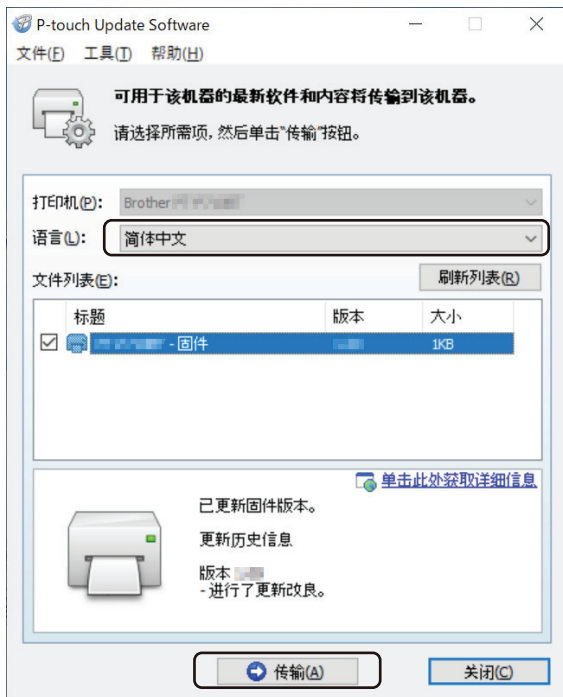 P-touch Update Software
文件(F) 工具(T) 帮助(H)
可用于该机器的最新软件和内容将传输到该机器。
请选择所需项，然后单击"传输"按钮。
打印机(P): Brother
语言(L): 简体中文
文件列表(E): 刷新列表(R)
标题 版本 大小
- 固件 1KB
单击此处获取详细信息
已更新固件版本。
更新历史信息
版本
- 进行了更新改良。
传输(A) 关闭(C)